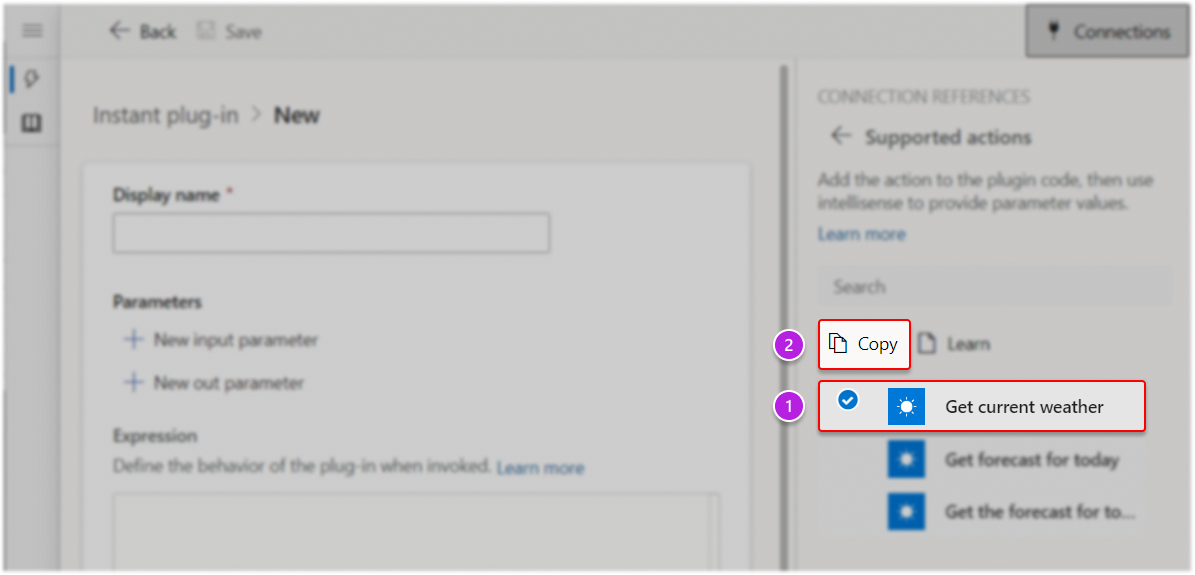 Back Save Connections
Instant plug-in > New
Display name *
Parameters
New input parameter
New out parameter
Expression
Define the behavior of the plug-in when invoked. Learn more
CONNECTION REFERENCES
Supported actions
Add the action to the plugin code, then use
intellisense to provide parameter values.
Learn more
Search
2 Copy Learn
1 Get current weather
Get forecast for today
Get the forecast for to...